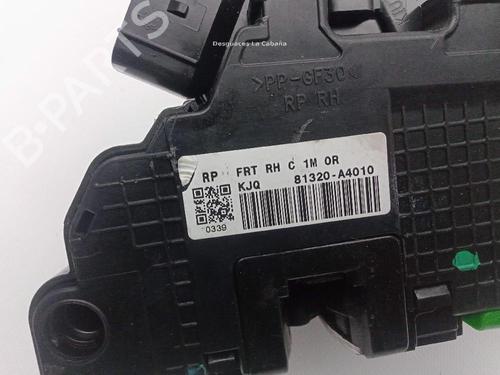 Desguaces La Cabaña
>PP-GF30<
RP RH
RP FRT RH C 1M OR
KJQ 81320-A4010
0339
B-PARTS